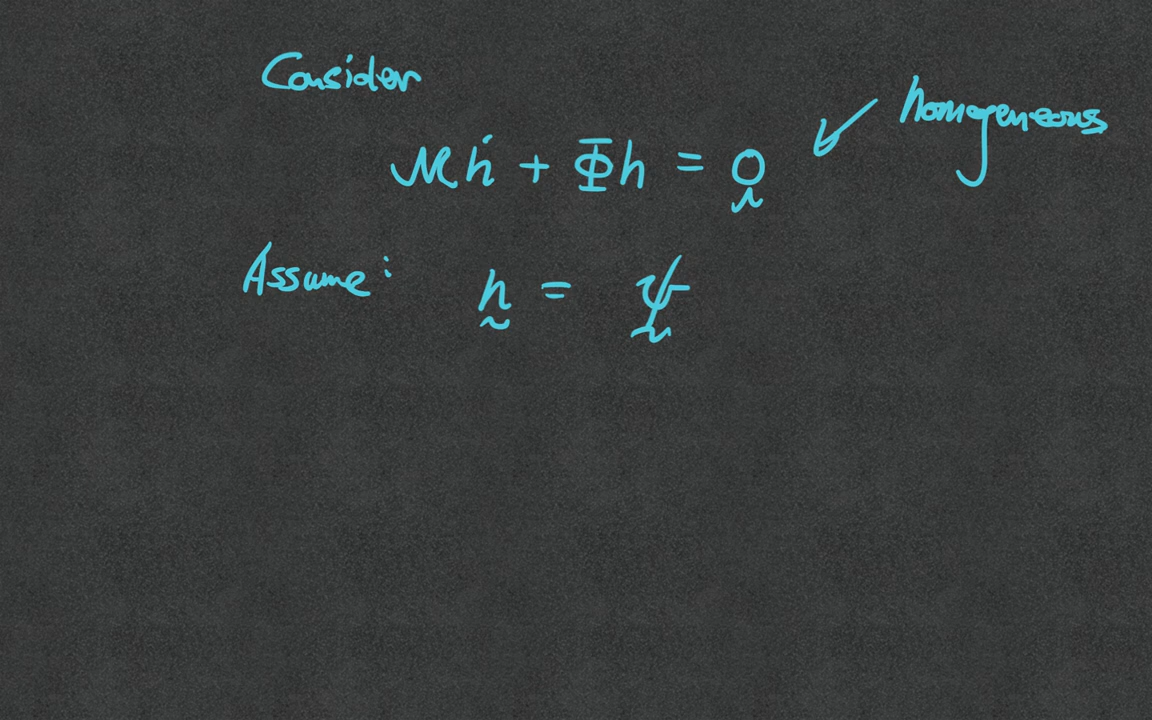 Consider
homogeneous
Mḣ + Φh = 0
Assume: h = ψ